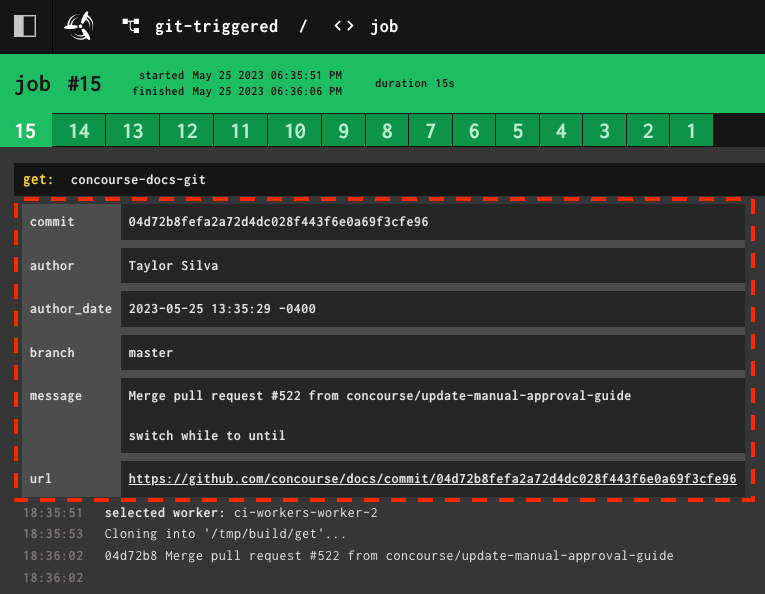 git-triggered / <> job
job #15 started May 25 2023 06:35:51 PM
finished May 25 2023 06:36:06 PM duration 15s
15 14 13 12 11 10 9 8 7 6 5 4 3 2 1
get: concourse-docs-git
commit 04d72b8fefa2a72d4dc028f443f6e0a69f3cfe96
author Taylor Silva
author_date 2023-05-25 13:35:29 -0400
branch master
message Merge pull request #522 from concourse/update-manual-approval-guide
switch while to until
url https://github.com/concourse/docs/commit/04d72b8fefa2a72d4dc028f443f6e0a69f3cfe96
18:35:51 selected worker: ci-workers-worker-2
18:35:53 Cloning into '/tmp/build/get'...
18:36:02 04d72b8 Merge pull request #522 from concourse/update-manual-approval-guide
18:36:02